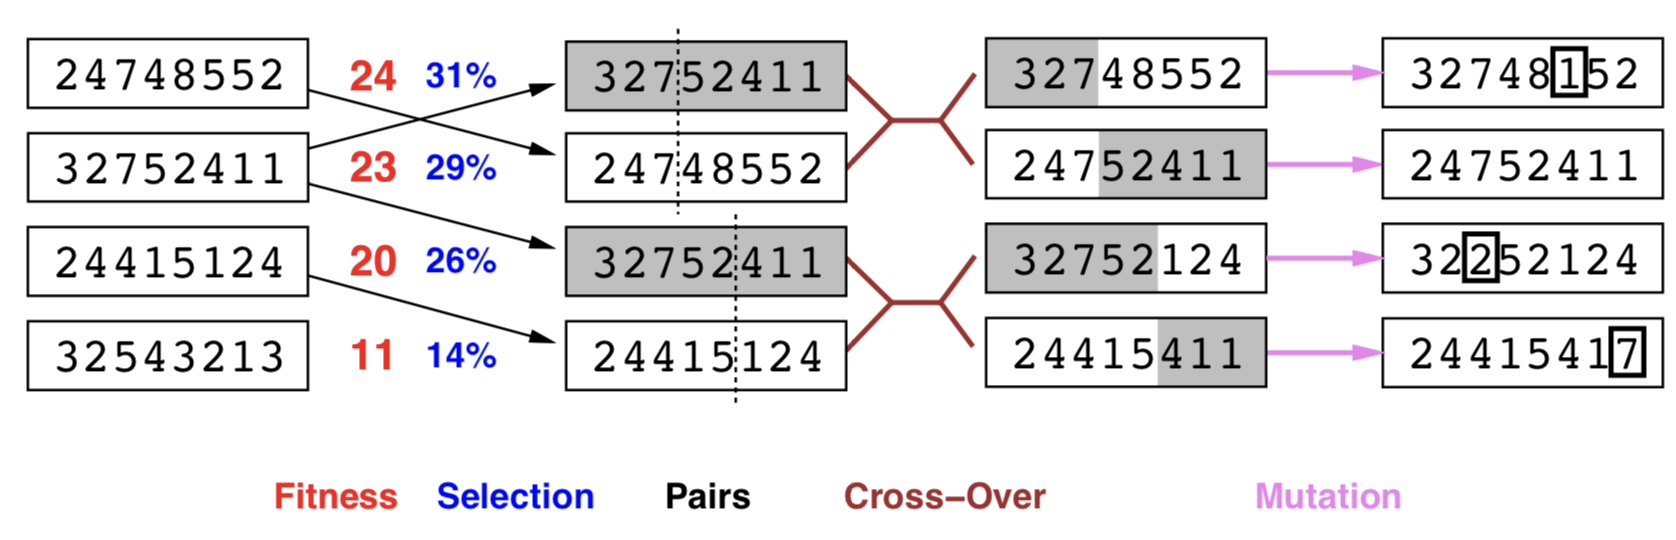 24748552 24 31% 32752411 32748552 32748152
32752411 23 29% 24748552 24752411 24752411
24415124 20 26% 32752411 32752124 32252124
32543213 11 14% 24415124 24415411 24415417
Fitness Selection Pairs Cross–Over Mutation